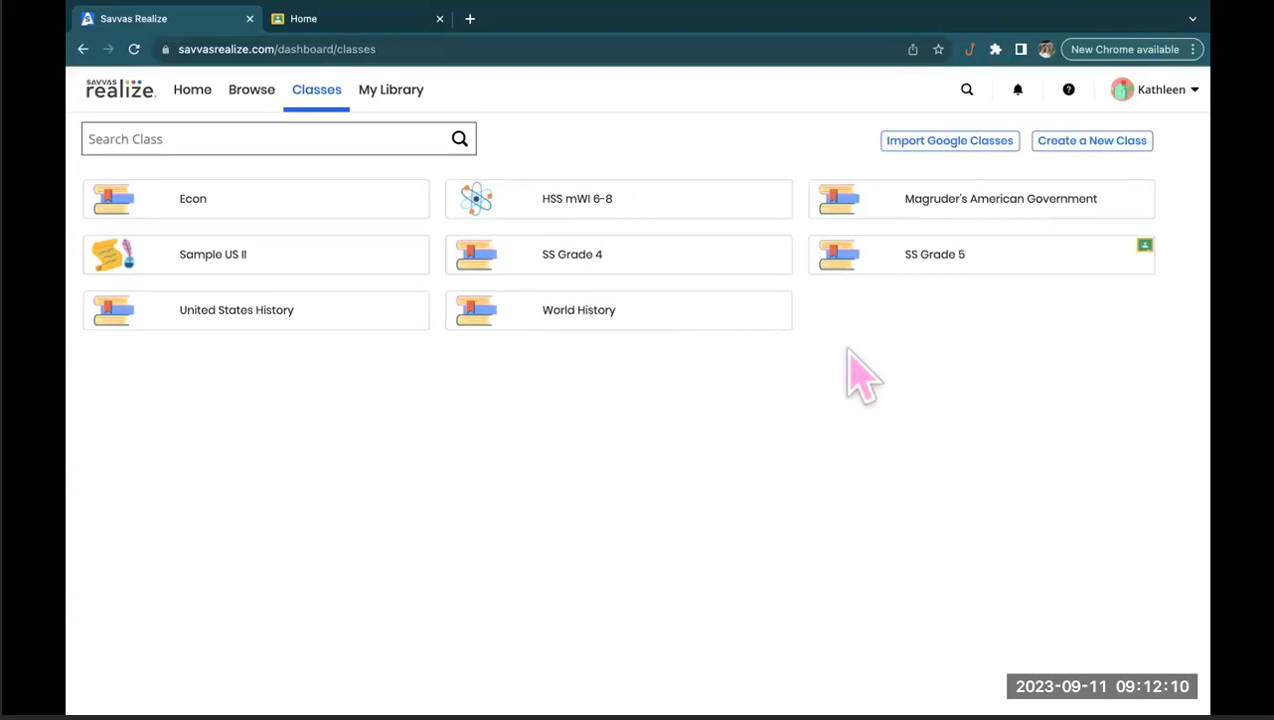 Savvas Realize
Home
savvasrealize.com/dashboard/classes
New Chrome available
SAVVAS realize.
Home Browse Classes My Library
Kathleen
Search Class
Import Google Classes
Create a New Class
Econ
HSS mWI 6-8
Magruder's American Government
Sample US II
SS Grade 4
SS Grade 5
United States History
World History
2023-09-11 09:12:10